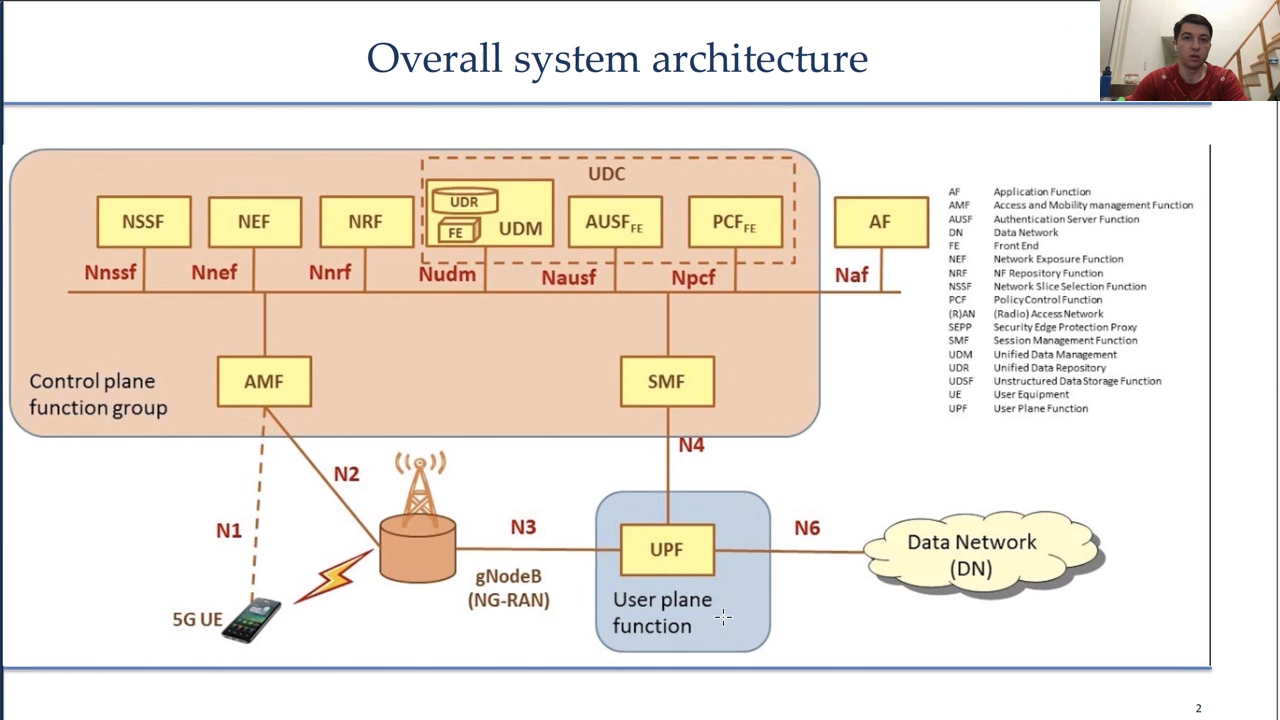 Overall system architecture
UDC
UDR
FE
UDM
NSSF
NEF
NRF
AUSFFE
PCFFE
AF
Nnssf
Nnef
Nnrf
Nudm
Nausf
Npcf
Naf
AMF
SMF
Control plane
function group
N4
N2
N1
N3
N6
UPF
gNodeB
(NG-RAN)
User plane
function
Data Network
(DN)
5G UE
AF Application Function
AMF Access and Mobility management Function
AUSF Authentication Server Function
DN Data Network
FE Front End
NEF Network Exposure Function
NRF NF Repository Function
NSSF Network Slice Selection Function
PCF Policy Control Function
(R)AN (Radio) Access Network
SEPP Security Edge Protection Proxy
SMF Session Management Function
UDM Unified Data Management
UDR Unified Data Repository
UDSF Unstructured Data Storage Function
UE User Equipment
UPF User Plane Function
2